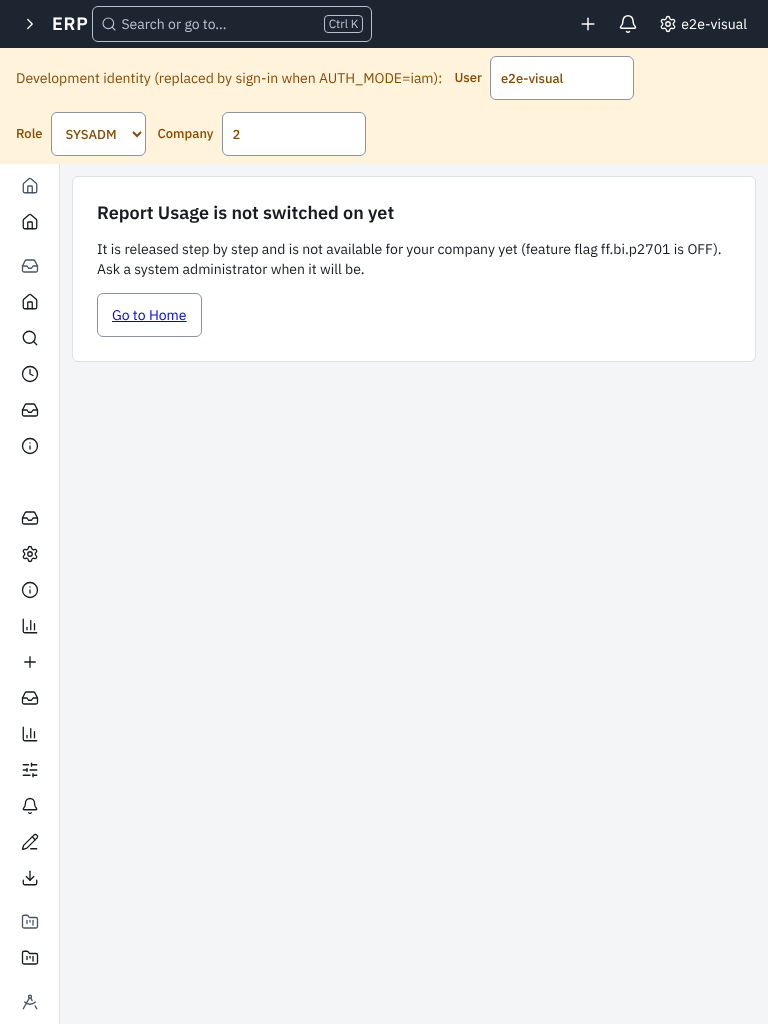 ERP
Search or go to...
Ctrl K
e2e-visual
Development identity (replaced by sign-in when AUTH_MODE=iam):
User
e2e-visual
Role
SYSADM
Company
2
Report Usage is not switched on yet
It is released step by step and is not available for your company yet (feature flag ff.bi.p2701 is OFF).
Ask a system administrator when it will be.
Go to Home